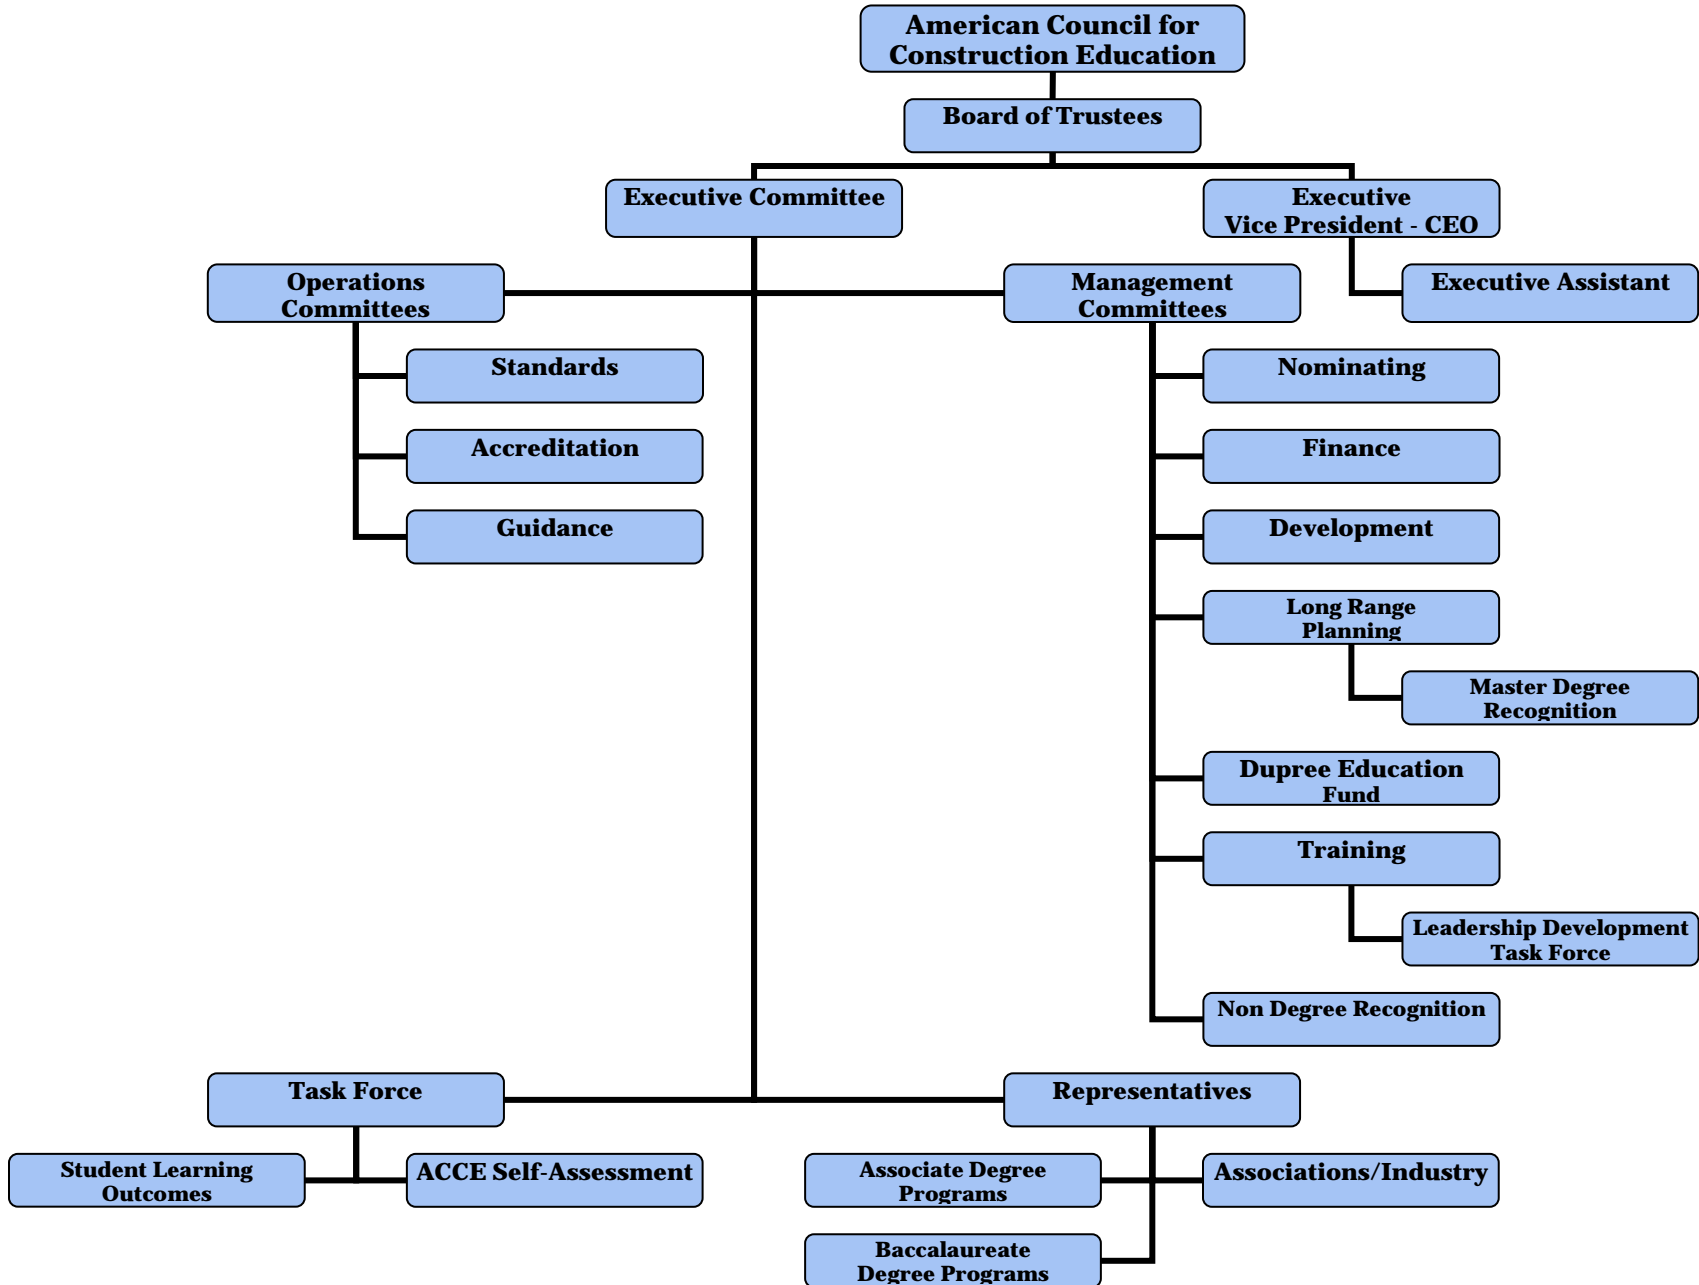 American Council for
Construction Education
Board of Trustees
Executive Committee
Executive
Vice President - CEO
Operations
Committees
Management
Committees
Executive Assistant
Standards
Nominating
Accreditation
Finance
Guidance
Development
Long Range
Planning
Master Degree
Recognition
Dupree Education
Fund
Training
Leadership Development
Task Force
Non Degree Recognition
Task Force
Representatives
Student Learning
Outcomes
ACCE Self-Assessment
Associate Degree
Programs
Associations/Industry
Baccalaureate
Degree Programs